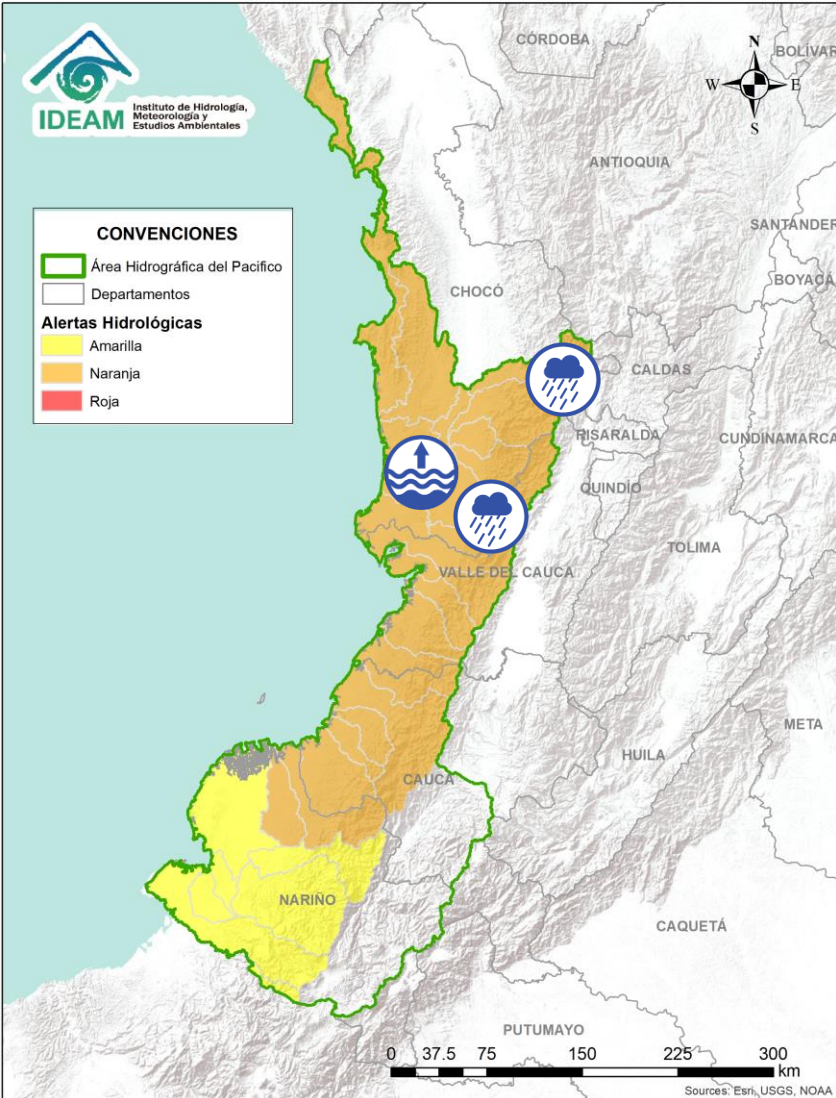 IDEAM
Instituto de Hidrología,
Meteorología y
Estudios Ambientales
N
W
E
S
CONVENCIONES
Área Hidrográfica del Pacifico
Departamentos
Alertas Hidrológicas
Amarilla
Naranja
Roja
CÓRDOBA
BOLÍVAR
ANTIOQUIA
SANTANDER
BOYACÁ
CHOCÓ
CALDAS
RISARALDA
CUNDINAMARCA
QUINDÍO
TOLIMA
VALLE DEL CAUCA
META
HUILA
CAUCA
NARIÑO
CAQUETÁ
PUTUMAYO
0 37.5 75 150 225 300
km
Sources: Esri, USGS, NOAA